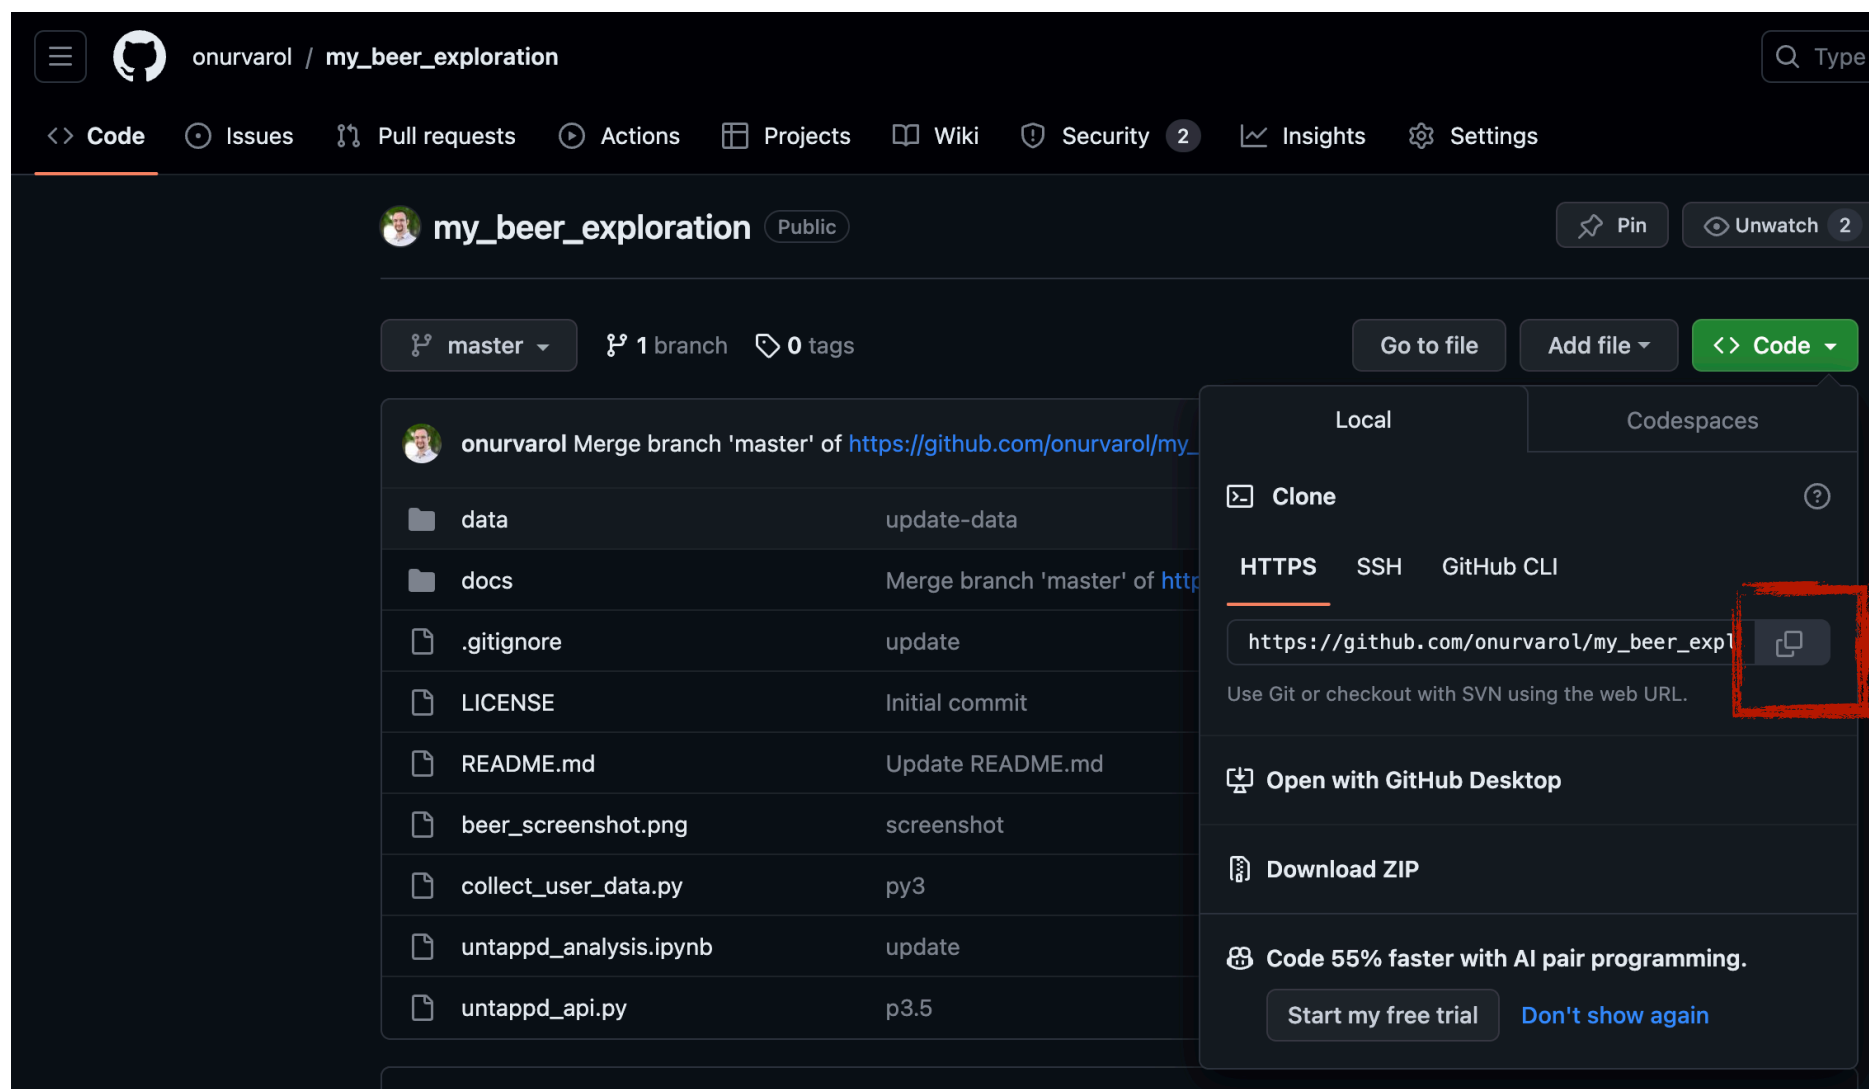 onurvarol / my_beer_exploration
Type
Code Issues Pull requests Actions Projects Wiki Security 2 Insights Settings
my_beer_exploration Public
Pin Unwatch 2
master 1 branch 0 tags
Go to file Add file Code
Local Codespaces
onurvarol Merge branch 'master' of https://github.com/onurvarol/my_
Clone
data update-data
HTTPS SSH GitHub CLI
docs Merge branch 'master' of http
.gitignore update
https://github.com/onurvarol/my_beer_expl
LICENSE Initial commit
Use Git or checkout with SVN using the web URL.
README.md Update README.md
Open with GitHub Desktop
beer_screenshot.png screenshot
collect_user_data.py py3
Download ZIP
untappd_analysis.ipynb update
Code 55% faster with AI pair programming.
untappd_api.py p3.5
Start my free trial Don't show again